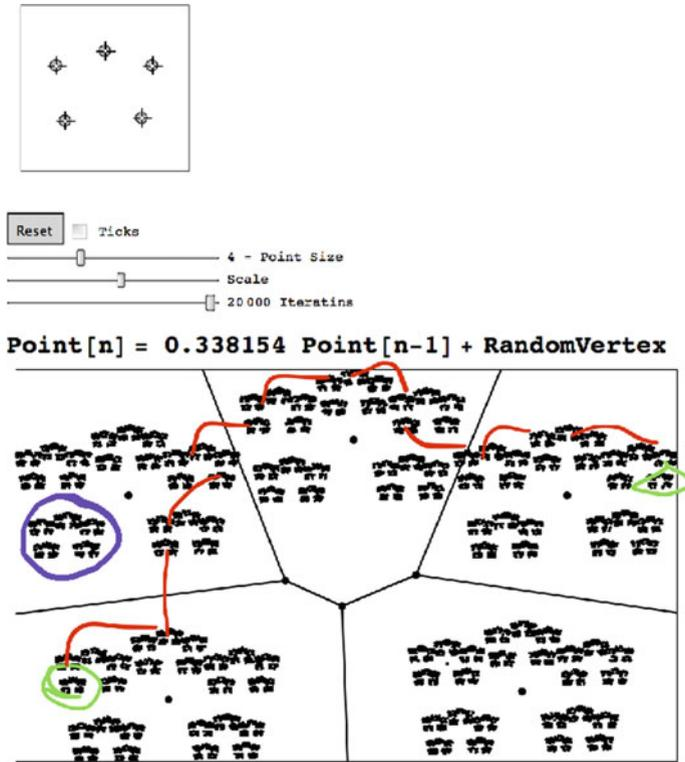 Reset Ticks
4 - Point Size
Scale
20000 Iteratins
Point[n] = 0.338154 Point[n-1] + RandomVertex